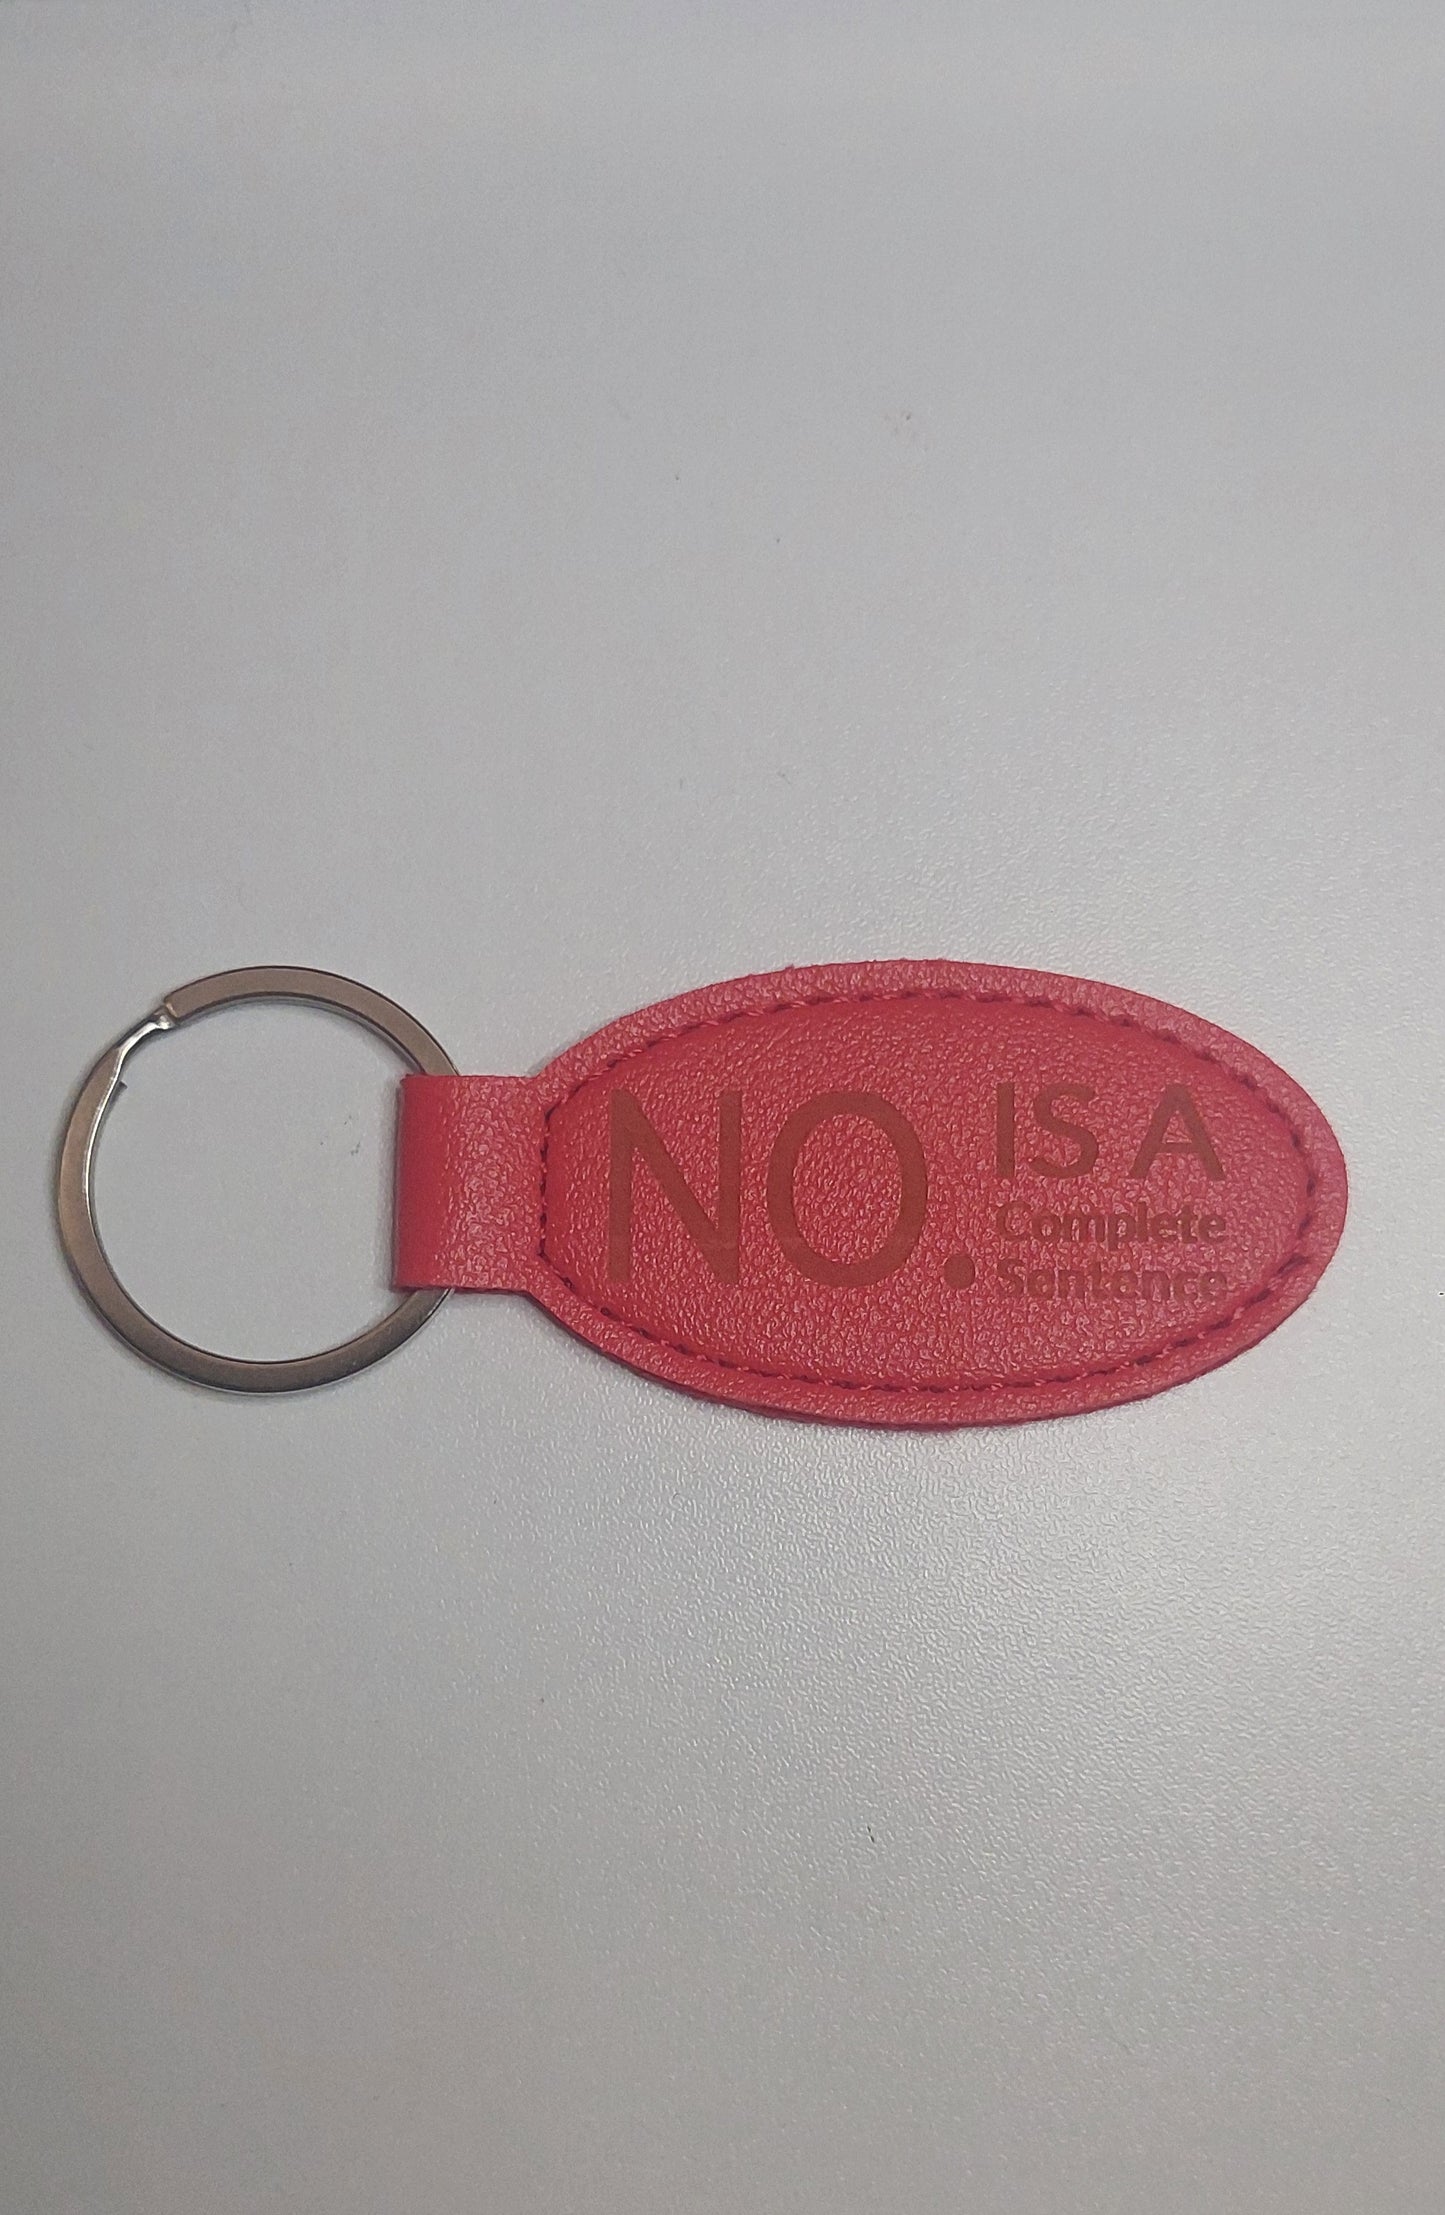 NO.
IS A
Complete
Sentence